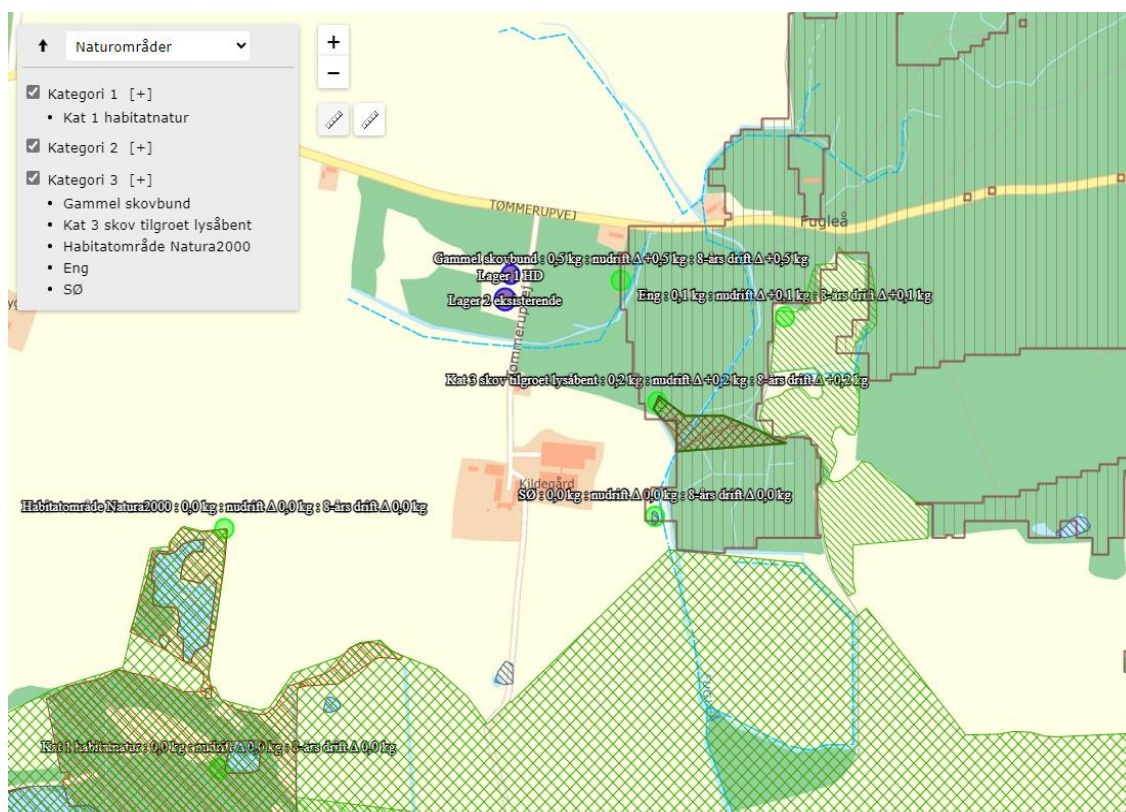 Naturområder
Kategori 1 [+]
• Kat 1 habitatnatur
Kategori 2 [+]
Kategori 3 [+]
• Gammel skovbund
• Kat 3 skov tilgroet lysåbent
• Habitatområde Natura2000
• Eng
• SØ
+
−
TØMMERUPVEJ
Fugleå
Gammel skovbund : 0,5 kg : nudrift Δ +0,5 kg : 8-års drift Δ +0,5 kg
Lager 1 HD
Eng : 0,1 kg : nudrift Δ +0,1 kg : 8-års drift Δ +0,1 kg
Lager 2 eksisterende
Tømmerupvej
Kat 3 skov tilgroet lysåbent : 0,2 kg : nudrift Δ +0,2 kg : 8-års drift Δ +0,2 kg
Kildegård
SØ : 0,0 kg : nudrift Δ 0,0 kg : 8-års drift Δ 0,0 kg
Habitatområde Natura2000 : 0,0 kg : nudrift Δ 0,0 kg : 8-års drift Δ 0,0 kg
Kat 1 habitatnatur : 0,0 kg : nudrift Δ 0,0 kg : 8-års drift Δ 0,0 kg